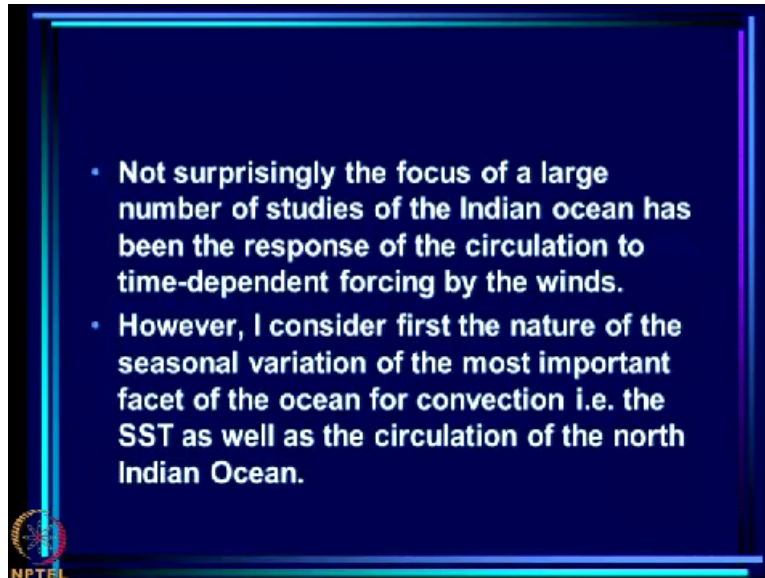 • Not surprisingly the focus of a large
number of studies of the Indian ocean has
been the response of the circulation to
time-dependent forcing by the winds.
• However, I consider first the nature of the
seasonal variation of the most important
facet of the ocean for convection i.e. the
SST as well as the circulation of the north
Indian Ocean.
NPTEL